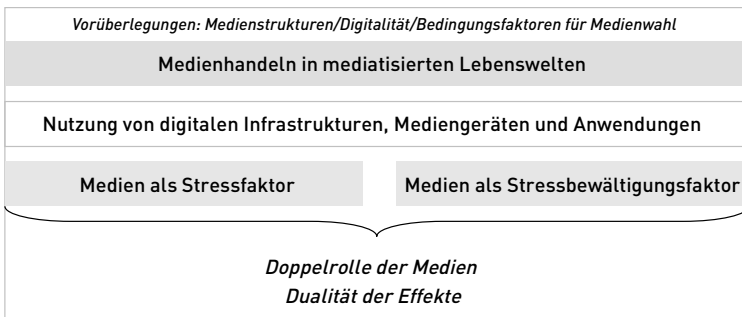 Vorüberlegungen: Medienstrukturen/Digitalität/Bedingungsfaktoren für Medienwahl
Medienhandeln in mediatisierten Lebenswelten
Nutzung von digitalen Infrastrukturen, Mediengeräten und Anwendungen
Medien als Stressfaktor
Medien als Stressbewältigungsfaktor
Doppelrolle der Medien
Dualität der Effekte